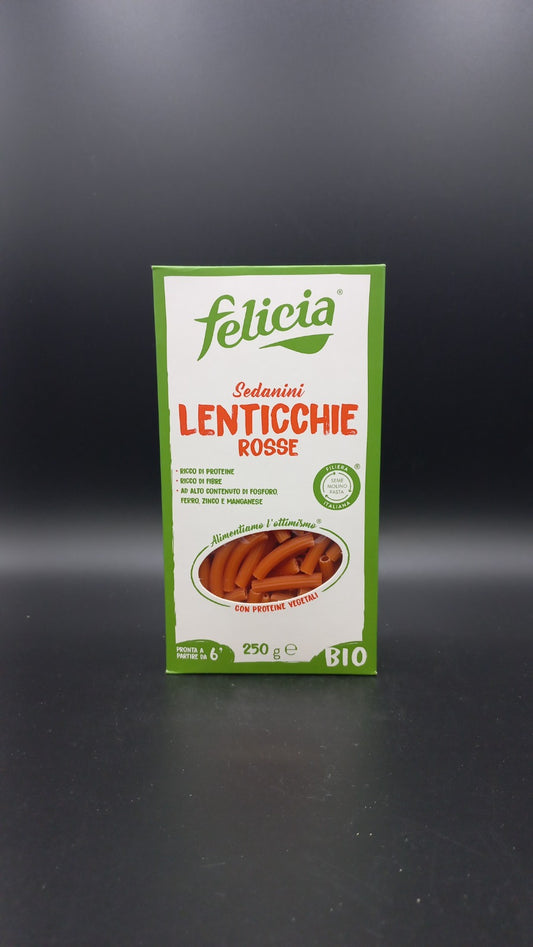 felicia®
Sedanini
LENTICCHIE
ROSSE
• RICCO DI PROTEINE
• RICCO DI FIBRE
• AD ALTO CONTENUTO DI FOSFORO,
FERRO, ZINCO E MANGANESE
FILIERA ®
SEMI
MOLINO
PASTA
ITALIANA
Alimentiamo l'ottimismo®
CON PROTEINE VEGETALI
PRONTA A
PARTIRE DA 6'
250 g e
BIO